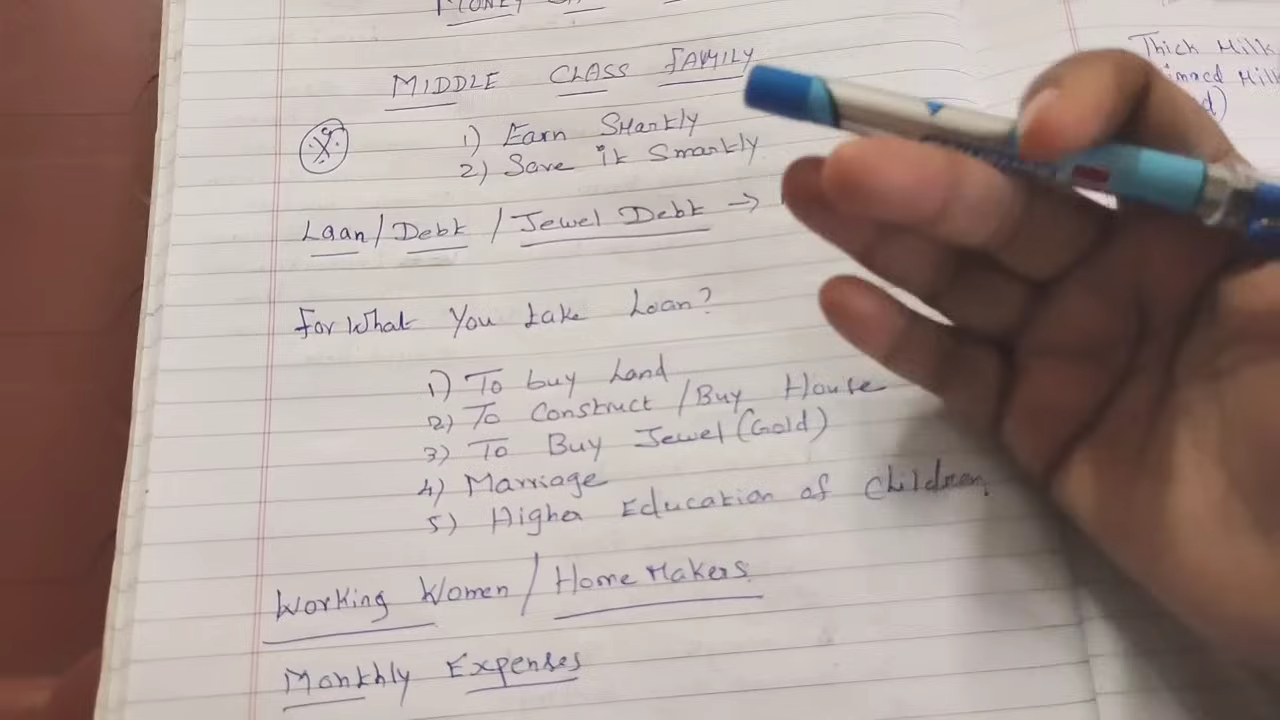 MONEY
MIDDLE CLASS FAMILY
1) Earn Smartly
2) Save it Smartly
Loan / Debt / Jewel Debt →
For What You take Loan?
1) To buy Land
2) To Construct / Buy House
3) To Buy Jewel (Gold)
4) Marriage
5) Higher Education of Children
Working Women / Home Makers
Monthly Expenses
Thick Milk